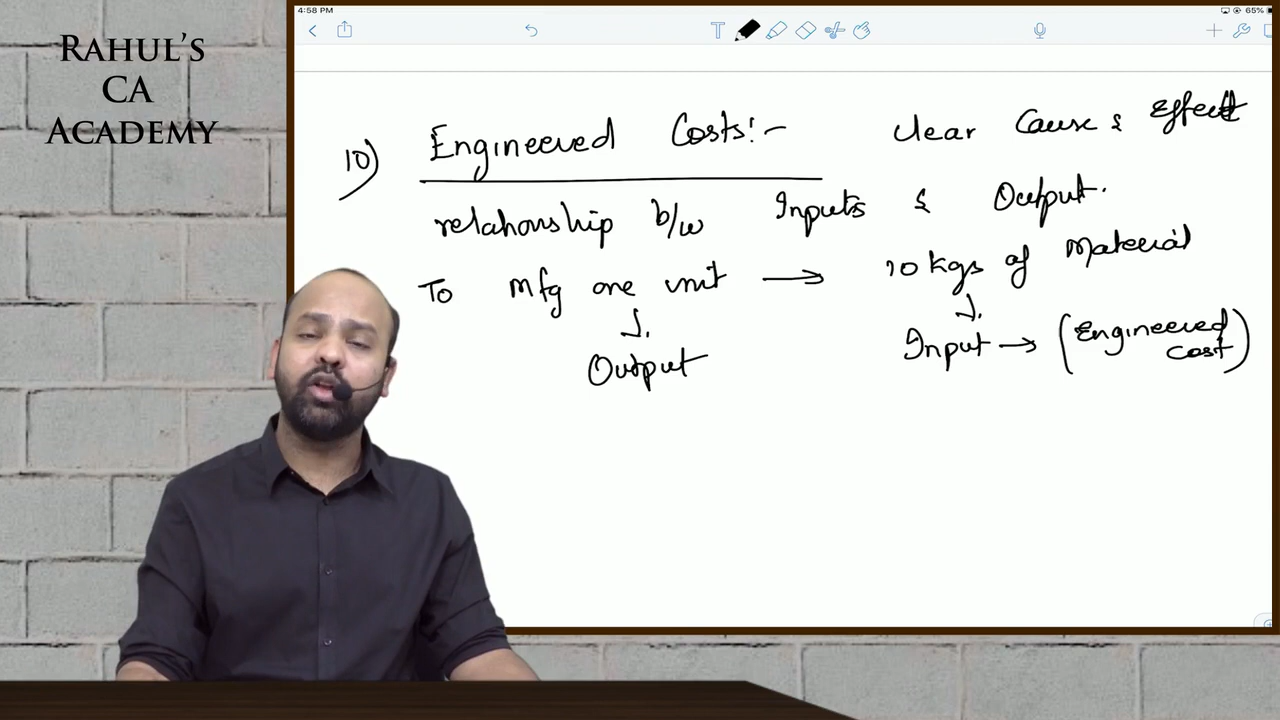 RAHUL'S
CA
ACADEMY
4:58 PM
65%
T
10) Engineered Costs:- clear Cause & Effect
relationship b/w Inputs & Output.
To Mfg one unit → 10 kgs of Material
↓ ↓
Output Input → (Engineered
cost)